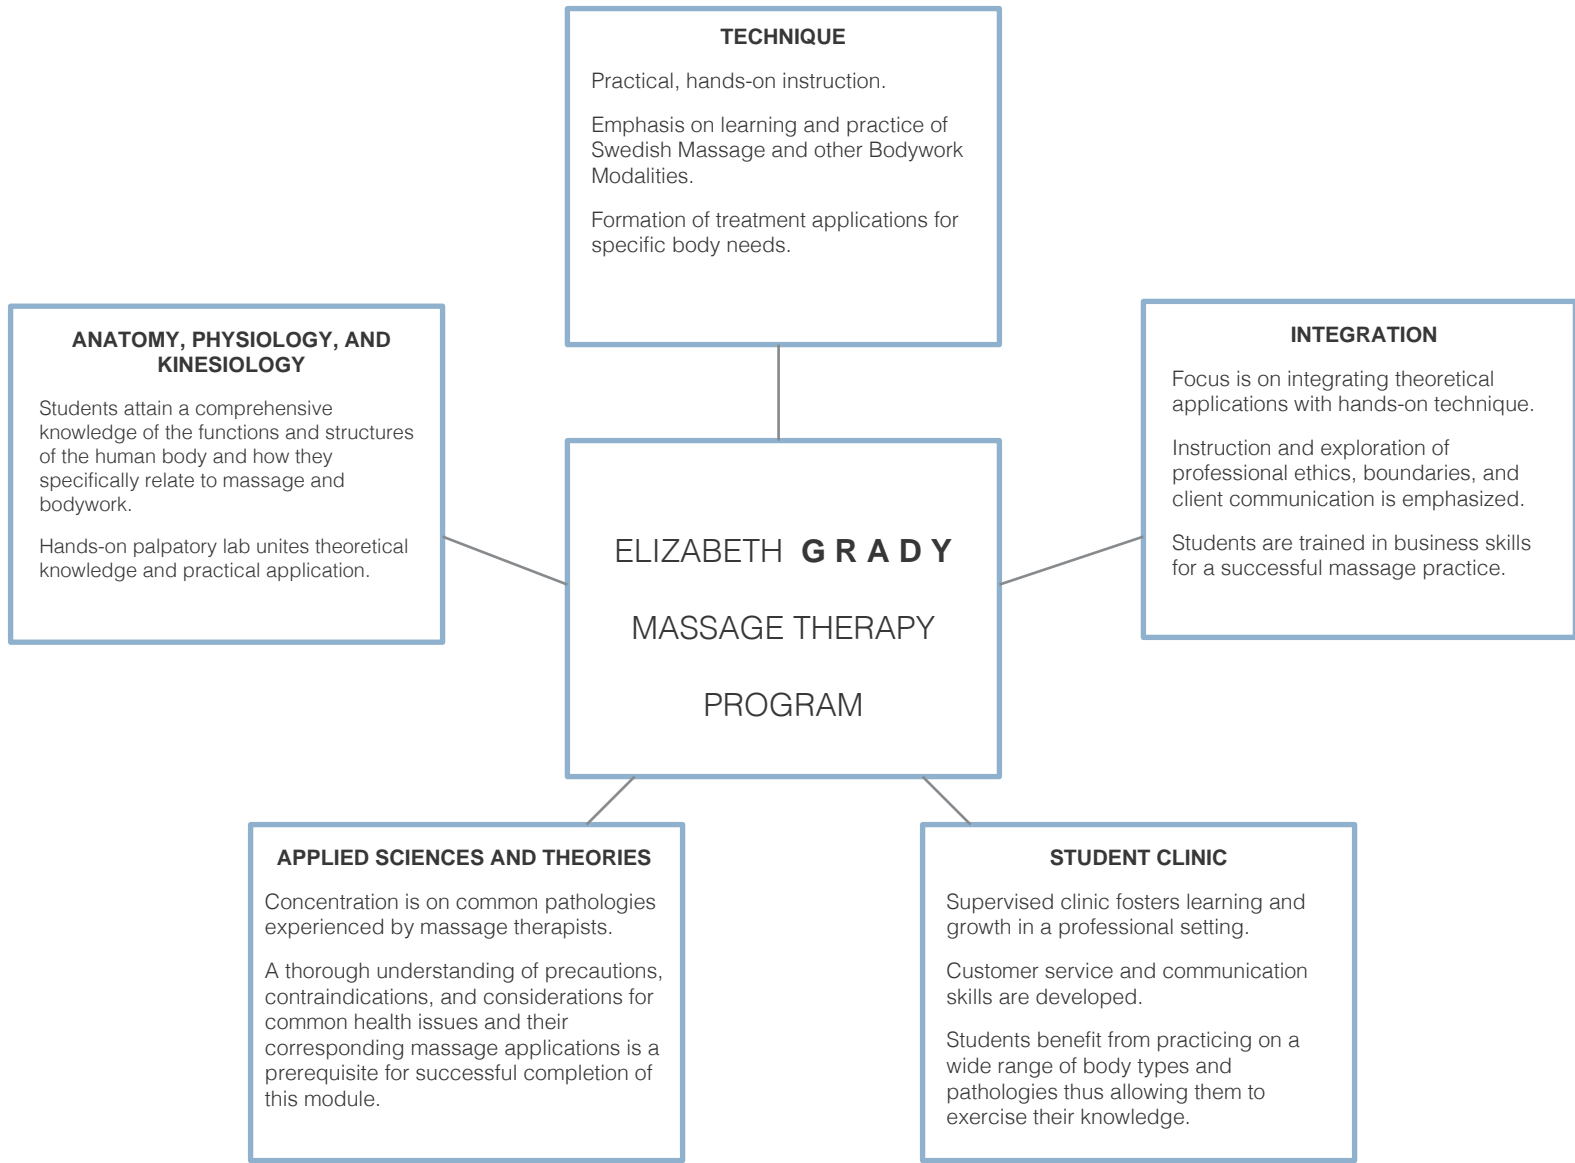 TECHNIQUE
Practical, hands-on instruction.
Emphasis on learning and practice of
Swedish Massage and other Bodywork
Modalities.
Formation of treatment applications for
specific body needs.
ANATOMY, PHYSIOLOGY, AND
KINESIOLOGY
Students attain a comprehensive
knowledge of the functions and structures
of the human body and how they
specifically relate to massage and
bodywork.
Hands-on palpatory lab unites theoretical
knowledge and practical application.
INTEGRATION
Focus is on integrating theoretical
applications with hands-on technique.
Instruction and exploration of
professional ethics, boundaries, and
client communication is emphasized.
Students are trained in business skills
for a successful massage practice.
ELIZABETH GRADY
MASSAGE THERAPY
PROGRAM
APPLIED SCIENCES AND THEORIES
Concentration is on common pathologies
experienced by massage therapists.
A thorough understanding of precautions,
contraindications, and considerations for
common health issues and their
corresponding massage applications is a
prerequisite for successful completion of
this module.
STUDENT CLINIC
Supervised clinic fosters learning and
growth in a professional setting.
Customer service and communication
skills are developed.
Students benefit from practicing on a
wide range of body types and
pathologies thus allowing them to
exercise their knowledge.